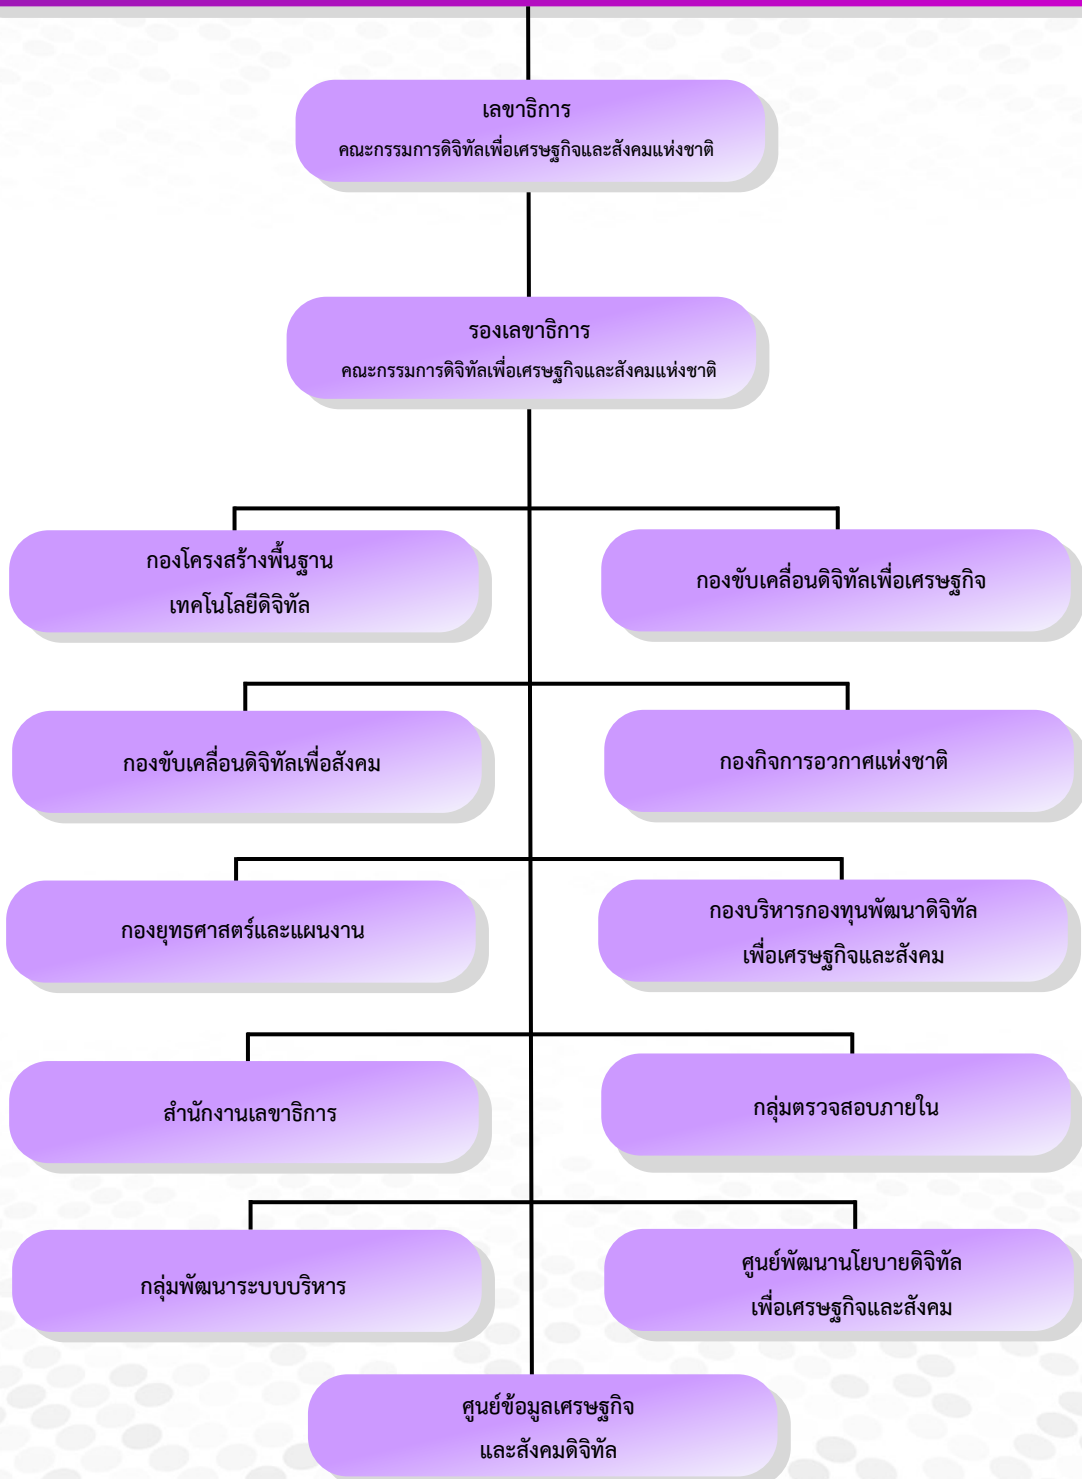 เลขาธิการ
คณะกรรมการดิจิทัลเพื่อเศรษฐกิจและสังคมแห่งชาติ
รองเลขาธิการ
คณะกรรมการดิจิทัลเพื่อเศรษฐกิจและสังคมแห่งชาติ
กองโครงสร้างพื้นฐาน
เทคโนโลยีดิจิทัล
กองขับเคลื่อนดิจิทัลเพื่อเศรษฐกิจ
กองขับเคลื่อนดิจิทัลเพื่อสังคม
กองกิจการอวกาศแห่งชาติ
กองยุทธศาสตร์และแผนงาน
กองบริหารกองทุนพัฒนาดิจิทัล
เพื่อเศรษฐกิจและสังคม
สำนักงานเลขาธิการ
กลุ่มตรวจสอบภายใน
กลุ่มพัฒนาระบบบริหาร
ศูนย์พัฒนานโยบายดิจิทัล
เพื่อเศรษฐกิจและสังคม
ศูนย์ข้อมูลเศรษฐกิจ
และสังคมดิจิทัล